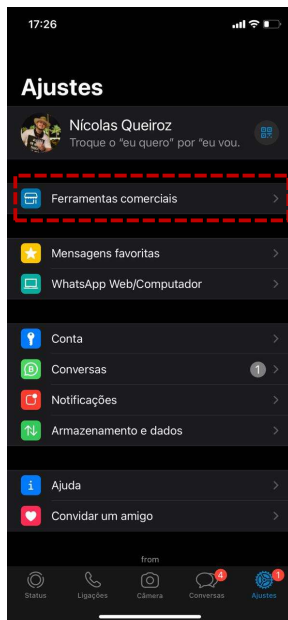 17:26
Ajustes
Nícolas Queiroz
Troque o “eu quero” por “eu vou.
Ferramentas comerciais
Mensagens favoritas
WhatsApp Web/Computador
Conta
Conversas
1
Notificações
Armazenamento e dados
Ajuda
Convidar um amigo
from
4
1
Status Ligações Câmera Conversas Ajustes